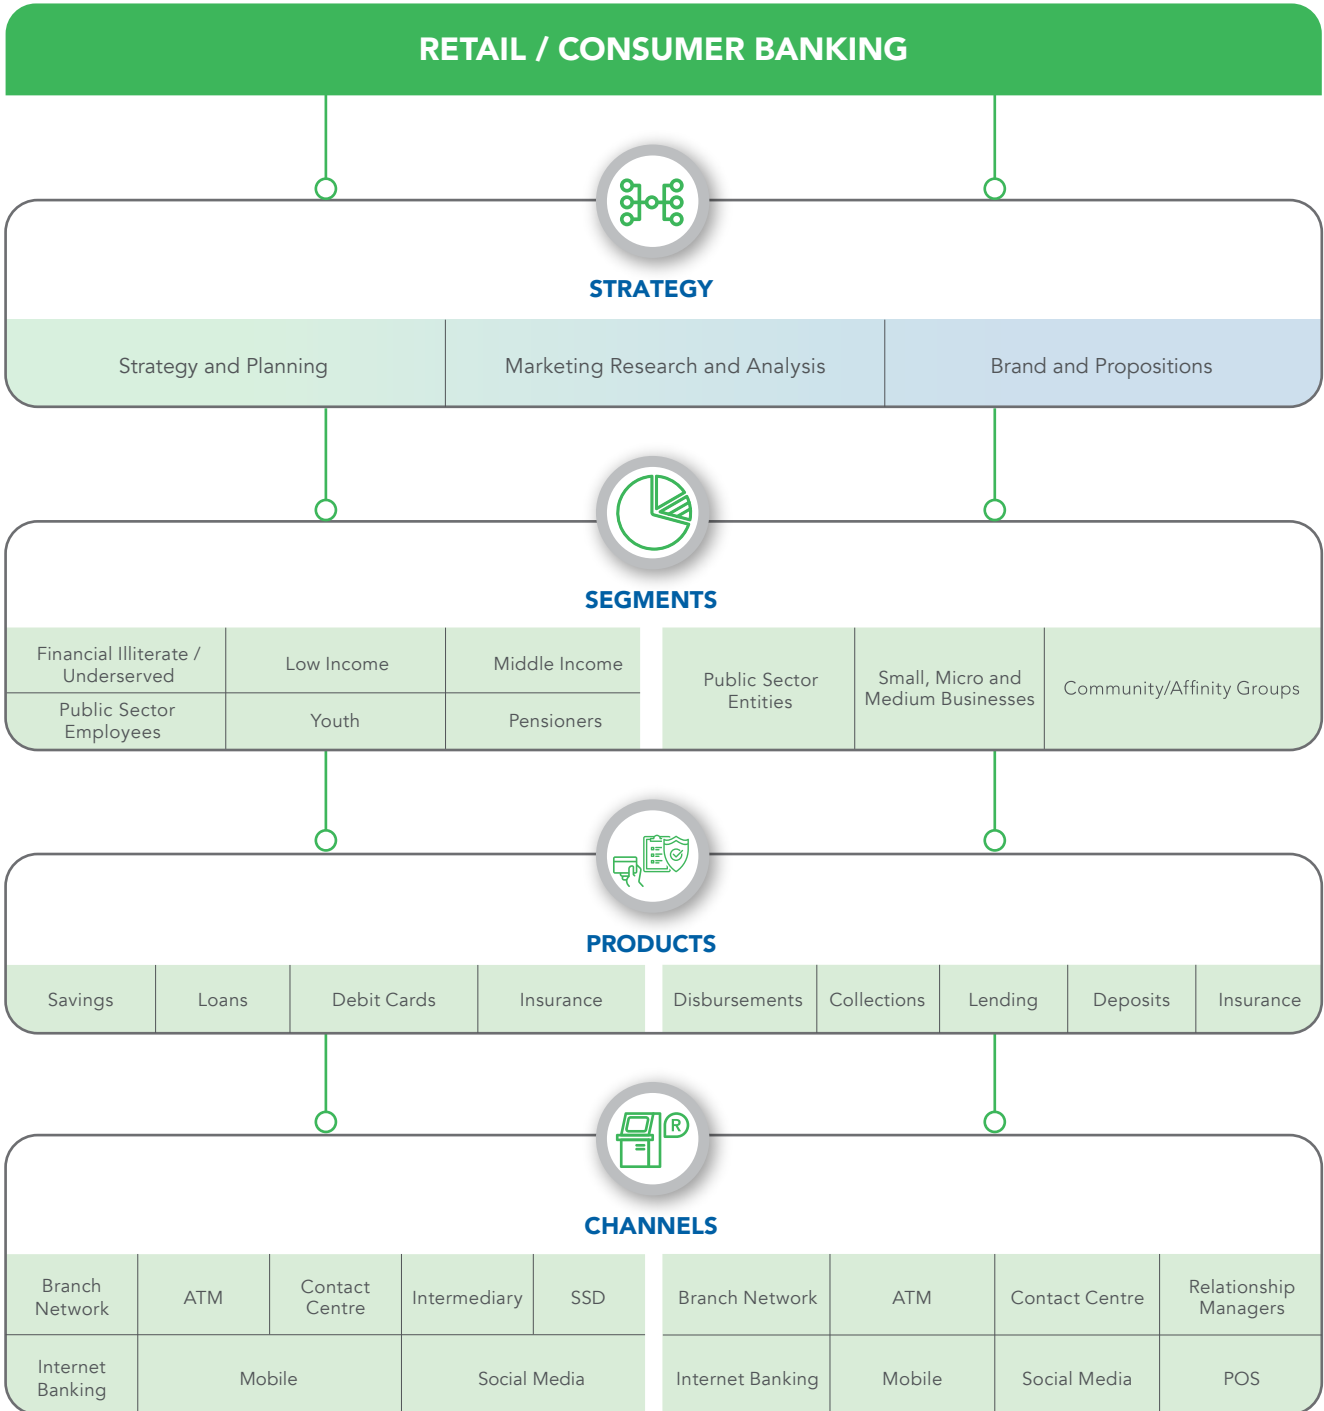 RETAIL / CONSUMER BANKING
STRATEGY
Strategy and Planning
Marketing Research and Analysis
Brand and Propositions
SEGMENTS
Financial Illiterate /
Underserved
Low Income
Middle Income
Public Sector
Employees
Youth
Pensioners
Public Sector
Entities
Small, Micro and
Medium Businesses
Community/Affinity Groups
PRODUCTS
Savings
Loans
Debit Cards
Insurance
Disbursements
Collections
Lending
Deposits
Insurance
R
CHANNELS
Branch
Network
ATM
Contact
Centre
Intermediary
SSD
Internet
Banking
Mobile
Social Media
Branch Network
ATM
Contact Centre
Relationship
Managers
Internet Banking
Mobile
Social Media
POS